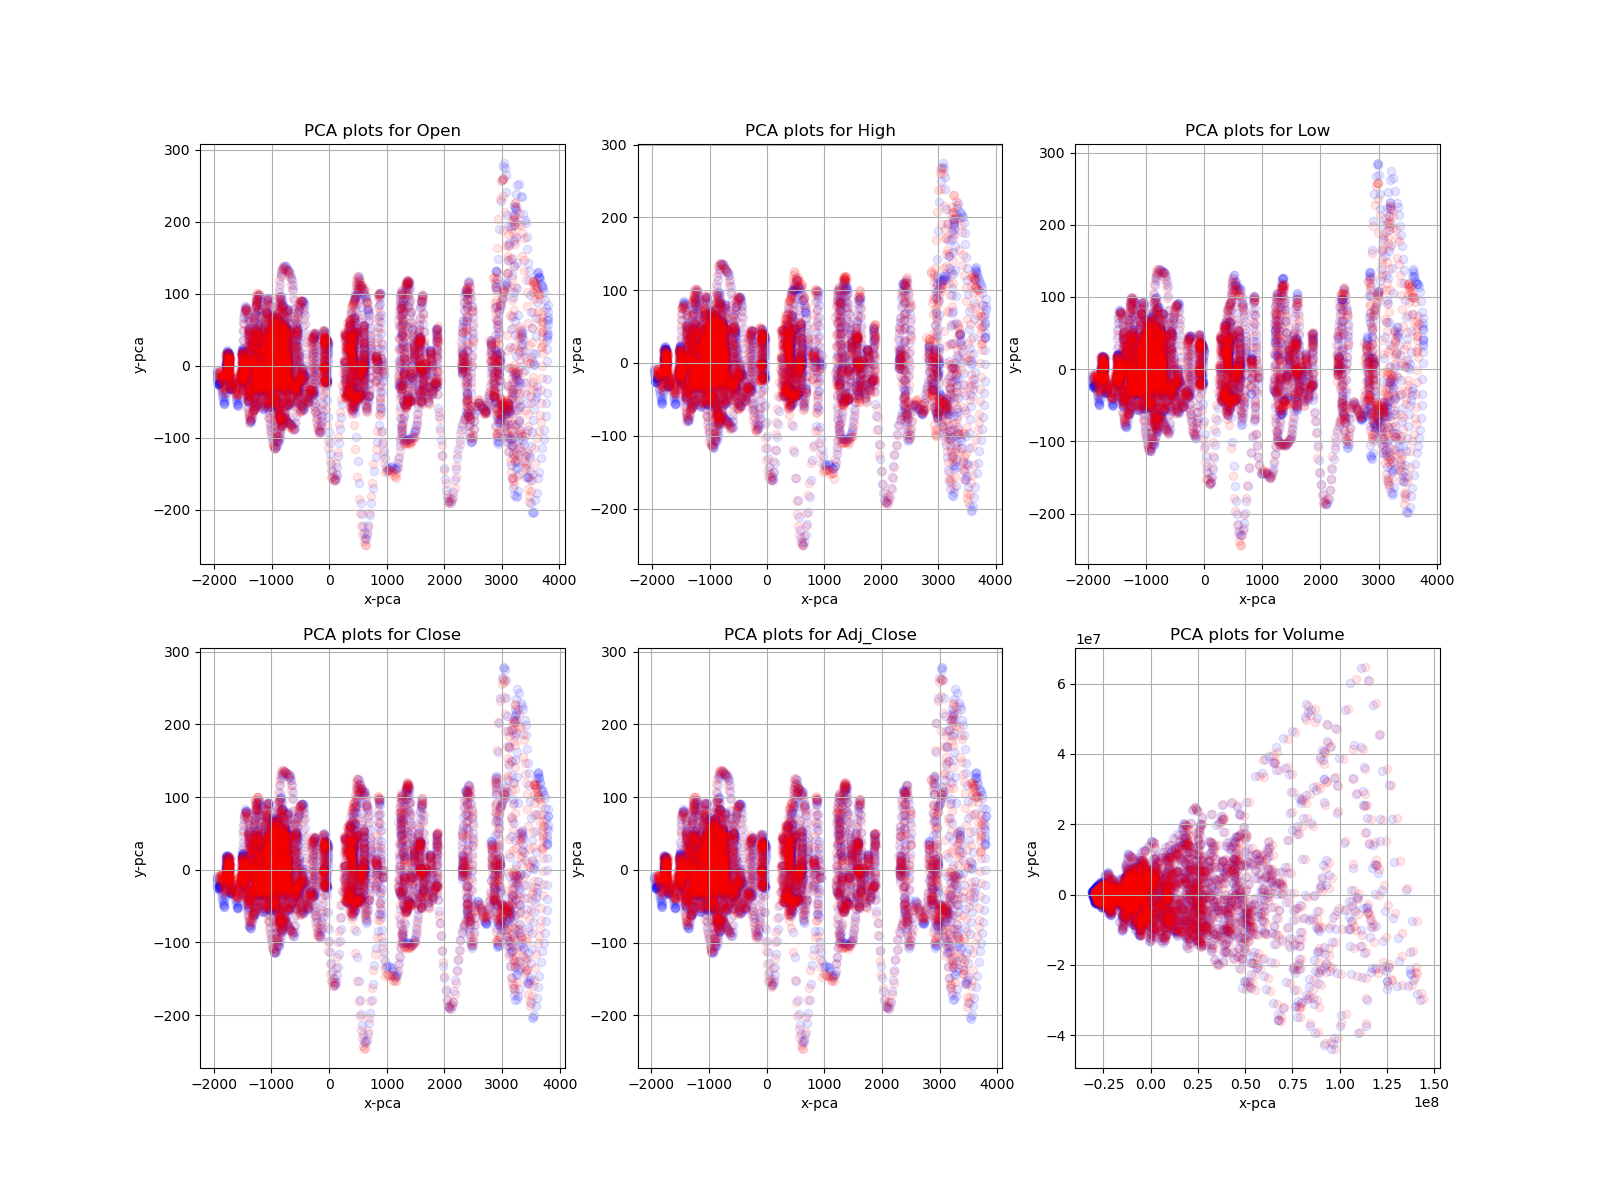 PCA plots for Open
300
200
100
0
−100
−200
y-pca
−2000 −1000 0 1000 2000 3000 4000
x-pca
PCA plots for High
300
200
100
0
−100
−200
y-pca
−2000 −1000 0 1000 2000 3000 4000
x-pca
PCA plots for Low
300
200
100
0
−100
−200
y-pca
−2000 −1000 0 1000 2000 3000 4000
x-pca
PCA plots for Close
300
200
100
0
−100
−200
y-pca
−2000 −1000 0 1000 2000 3000 4000
x-pca
PCA plots for Adj_Close
300
200
100
0
−100
−200
y-pca
−2000 −1000 0 1000 2000 3000 4000
x-pca
PCA plots for Volume
1e7
6
4
2
0
−2
−4
y-pca
−0.25 0.00 0.25 0.50 0.75 1.00 1.25 1.50
x-pca
1e8